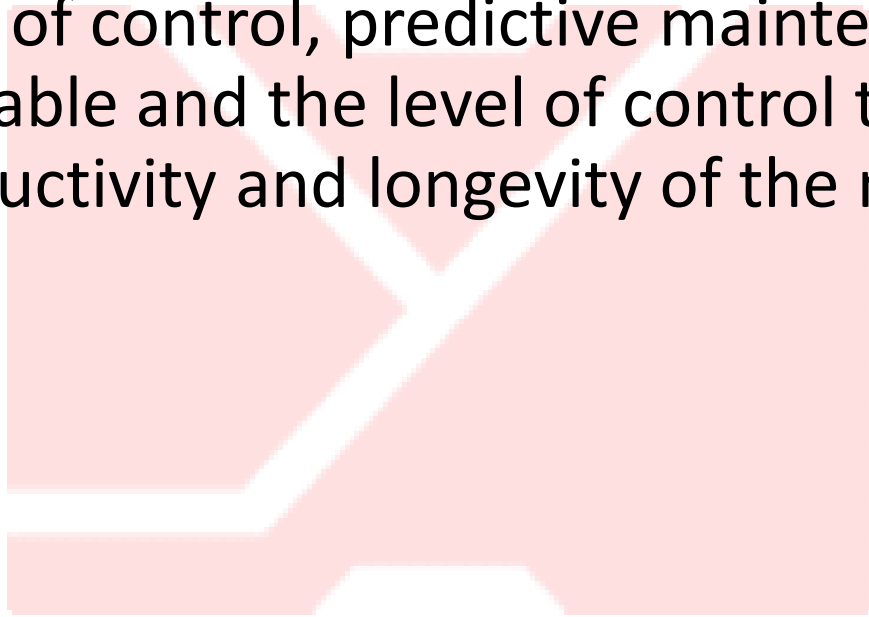 of control, predictive mainte
able and the level of control t
uctivity and longevity of the